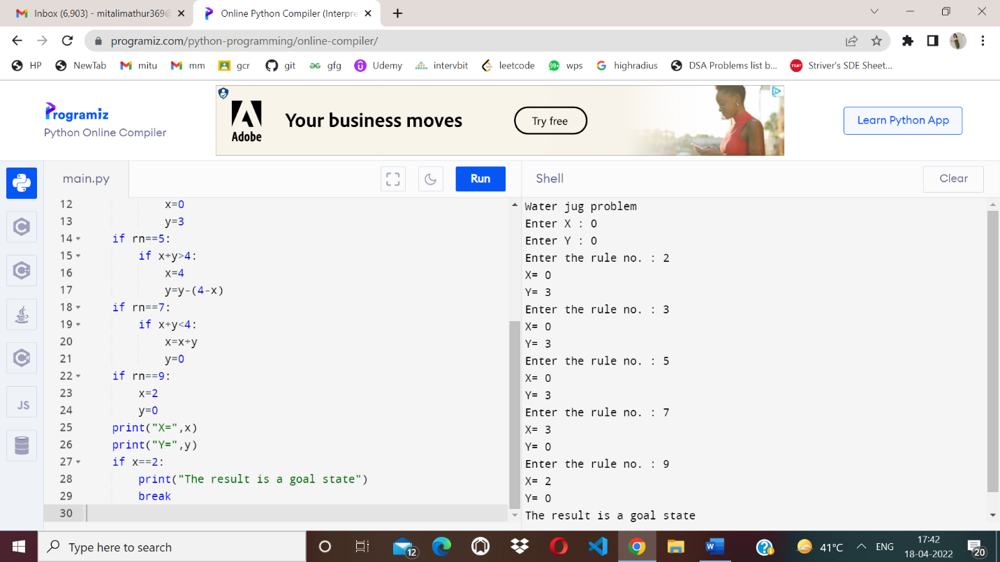 Inbox (6,903) - mitalimathur369@
Online Python Compiler (Interpre
programiz.com/python-programming/online-compiler/
HP NewTab mitu mm gcr git gfg Udemy intervbit leetcode 99+ wps highradius DSA Problems list b... TUF Striver's SDE Sheet...
Programiz
Python Online Compiler
Adobe
Your business moves
Try free
Learn Python App
main.py
Run
Shell
Clear
12 x=0
13 y=3
14 if rn==5:
15 if x+y>4:
16 x=4
17 y=y-(4-x)
18 if rn==7:
19 if x+y<4:
20 x=x+y
21 y=0
22 if rn==9:
23 x=2
24 y=0
25 print("X=",x)
26 print("Y=",y)
27 if x==2:
28 print("The result is a goal state")
29 break
30
JS
Water jug problem
Enter X : 0
Enter Y : 0
Enter the rule no. : 2
X= 0
Y= 3
Enter the rule no. : 3
X= 0
Y= 3
Enter the rule no. : 5
X= 0
Y= 3
Enter the rule no. : 7
X= 3
Y= 0
Enter the rule no. : 9
X= 2
Y= 0
The result is a goal state
Type here to search
12
W
41°C
ENG
17:42
18-04-2022
20